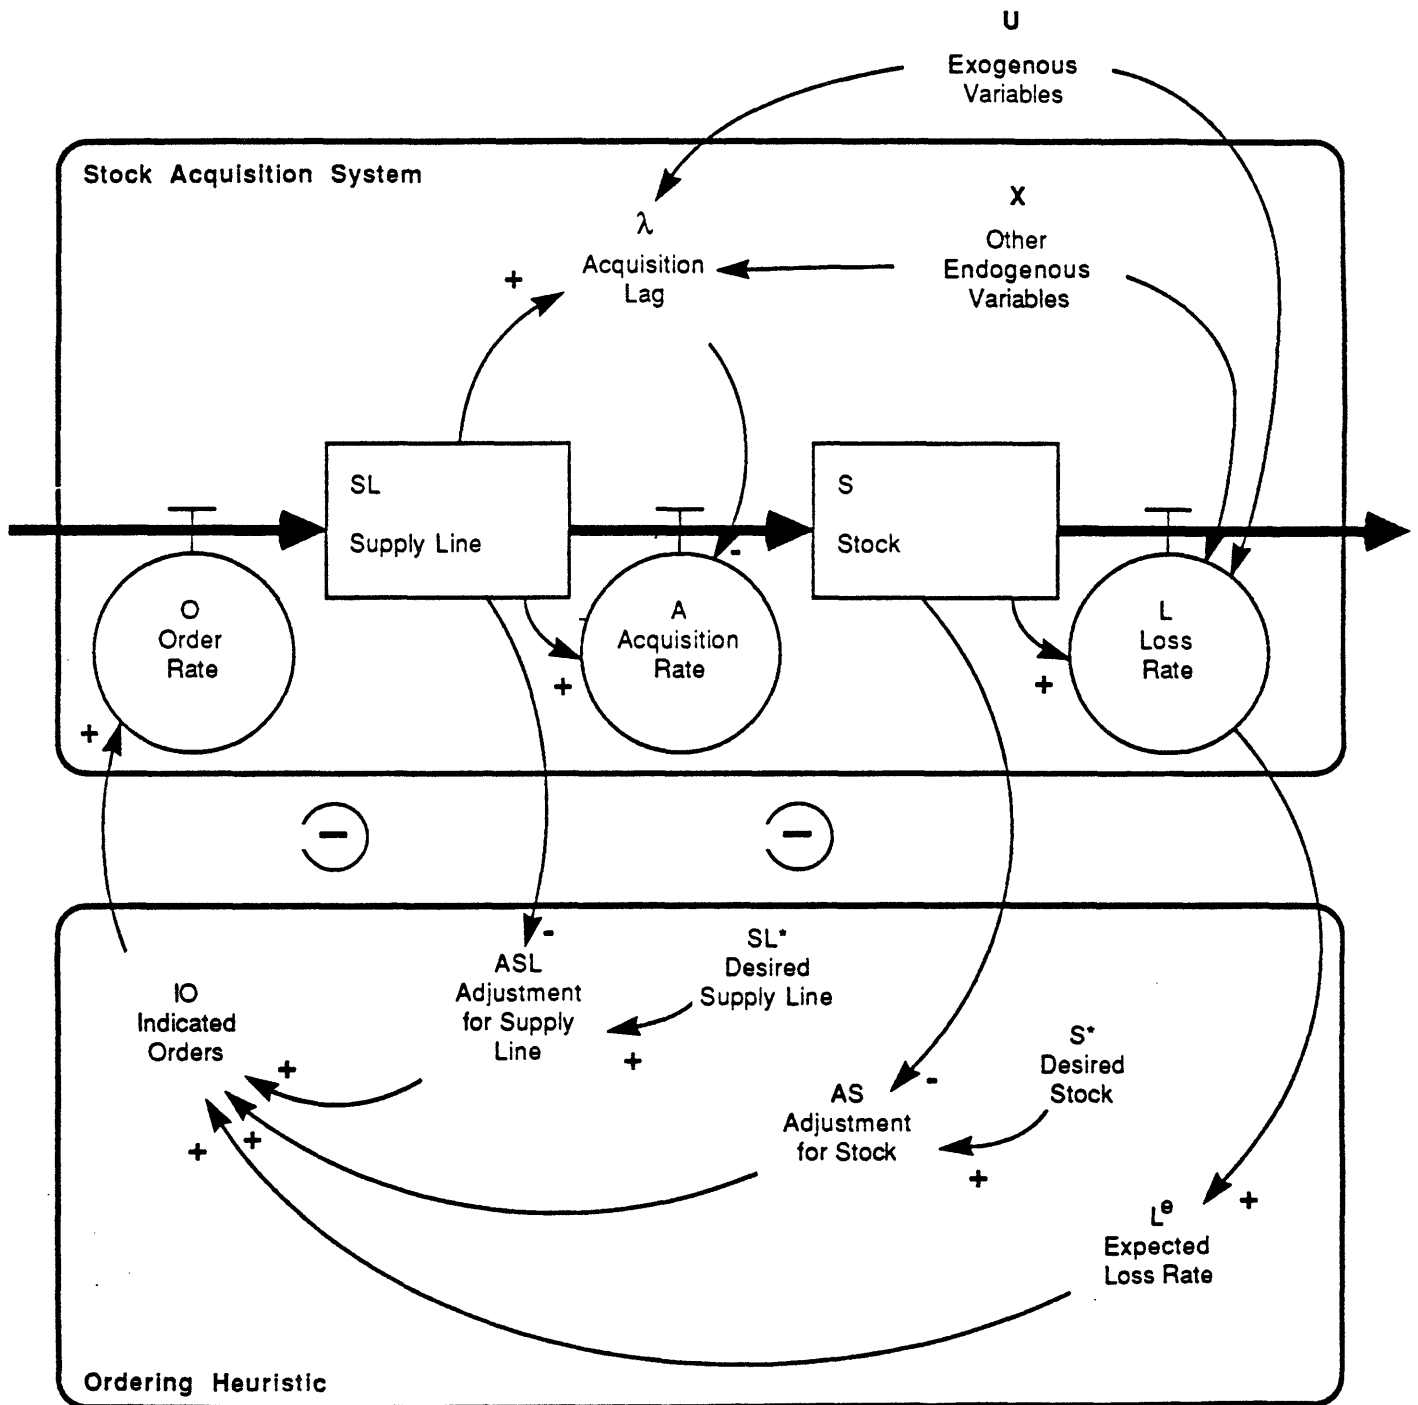 U
Exogenous
Variables
Stock Acquisition System
X
λ
Other
Endogenous
Variables
Acquisition
Lag
+
SL
Supply Line
S
Stock
-
O
Order
Rate
A
Acquisition
Rate
L
Loss
Rate
+
+
+
-
-
-
SL*
Desired
Supply Line
ASL
Adjustment
for Supply
Line
IO
Indicated
Orders
+
+
S*
Desired
Stock
-
AS
Adjustment
for Stock
+
+
+
+
Lᵉ
Expected
Loss Rate
Ordering Heuristic